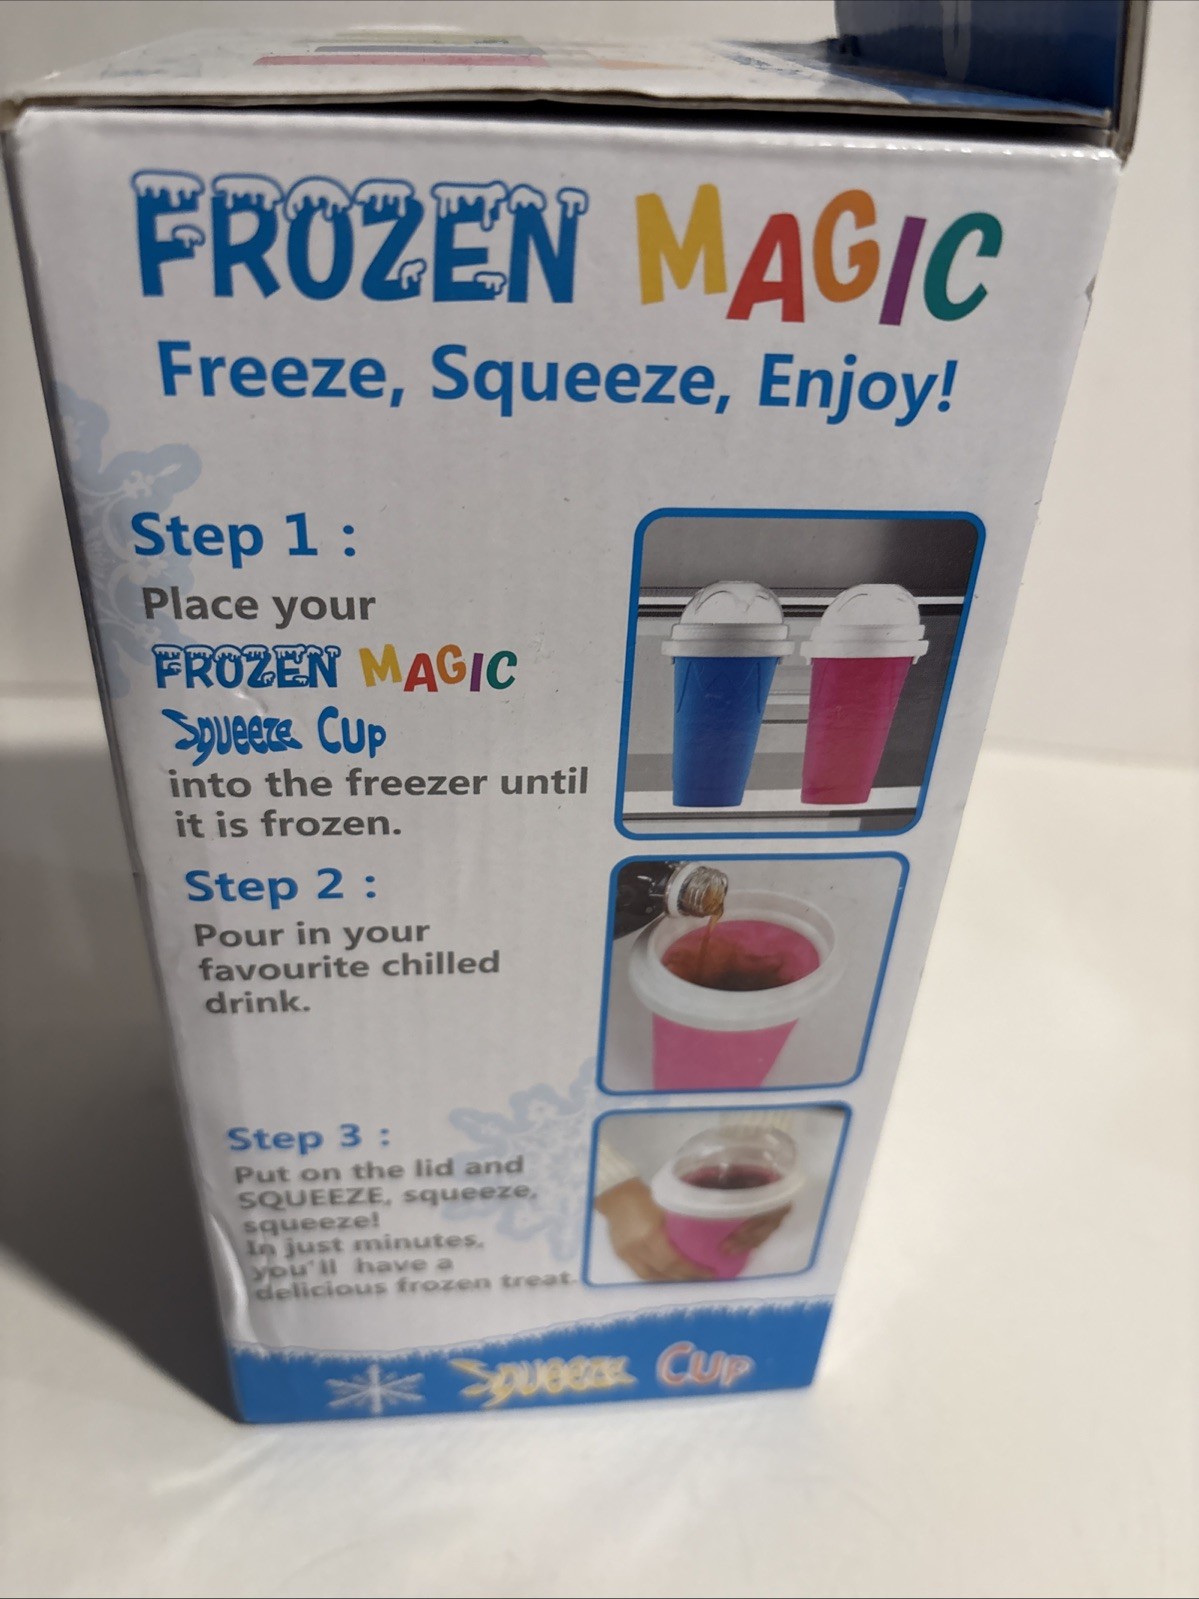 FROZEN MAGIC
Freeze, Squeeze, Enjoy!
Step 1 :
Place your
FROZEN MAGIC
Squeeze Cup
into the freezer until
it is frozen.
Step 2 :
Pour in your
favourite chilled
drink.
Step 3 :
Put on the lid and
SQUEEZE, squeeze,
squeeze!
In just minutes,
you'll have a
delicious frozen treat.
Squeeze Cup